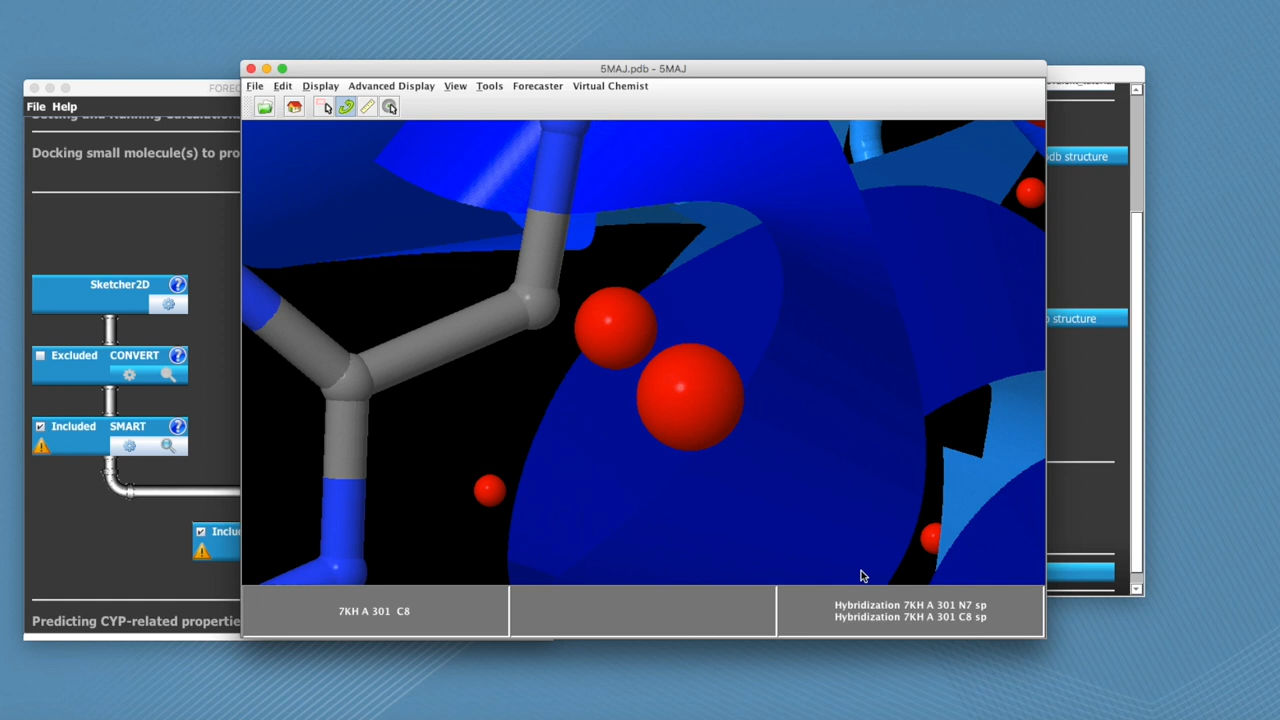 5MAJ.pdb - 5MAJ
File Edit Display Advanced Display View Tools Forecaster Virtual Chemist
File Help
Docking small molecule(s) to pro
db structure
Sketcher2D ?
Excluded CONVERT ?
structure
Included SMART ?
7KH A 301 C8
Hybridization 7KH A 301 N7 sp
Hybridization 7KH A 301 C8 sp
Predicting CYP-related propertie